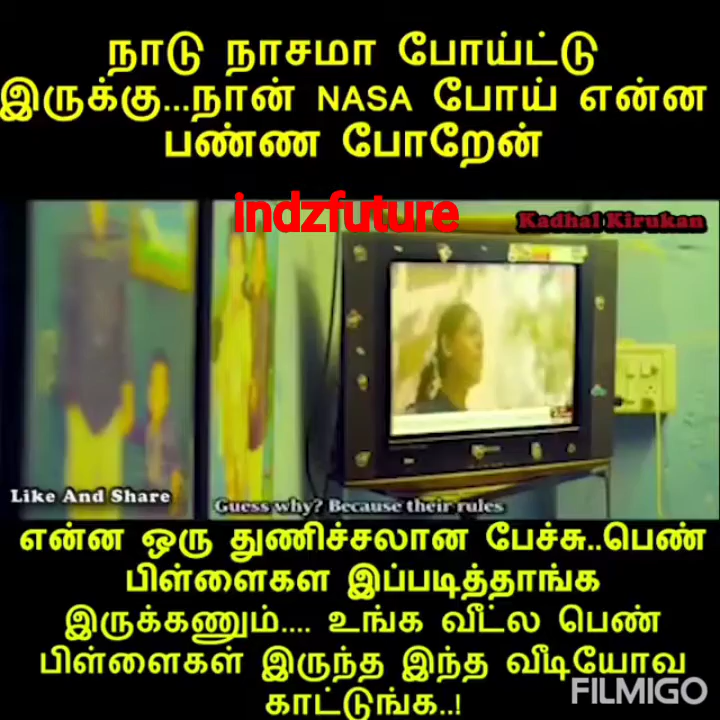 நாடு நாசமா போய்ட்டு
இருக்கு...நான் NASA போய் என்ன
பண்ண போறேன்
indzfuture
Kadhal Kirukan
Like And Share
Guess why? Because their rules
என்ன ஒரு துணிச்சலான பேச்சு..பெண்
பிள்ளைகள இப்படித்தாங்க
இருக்கணும்.... உங்க வீட்ல பெண்
பிள்ளைகள் இருந்த இந்த வீடியோவ
காட்டுங்க..!
FILMIGO